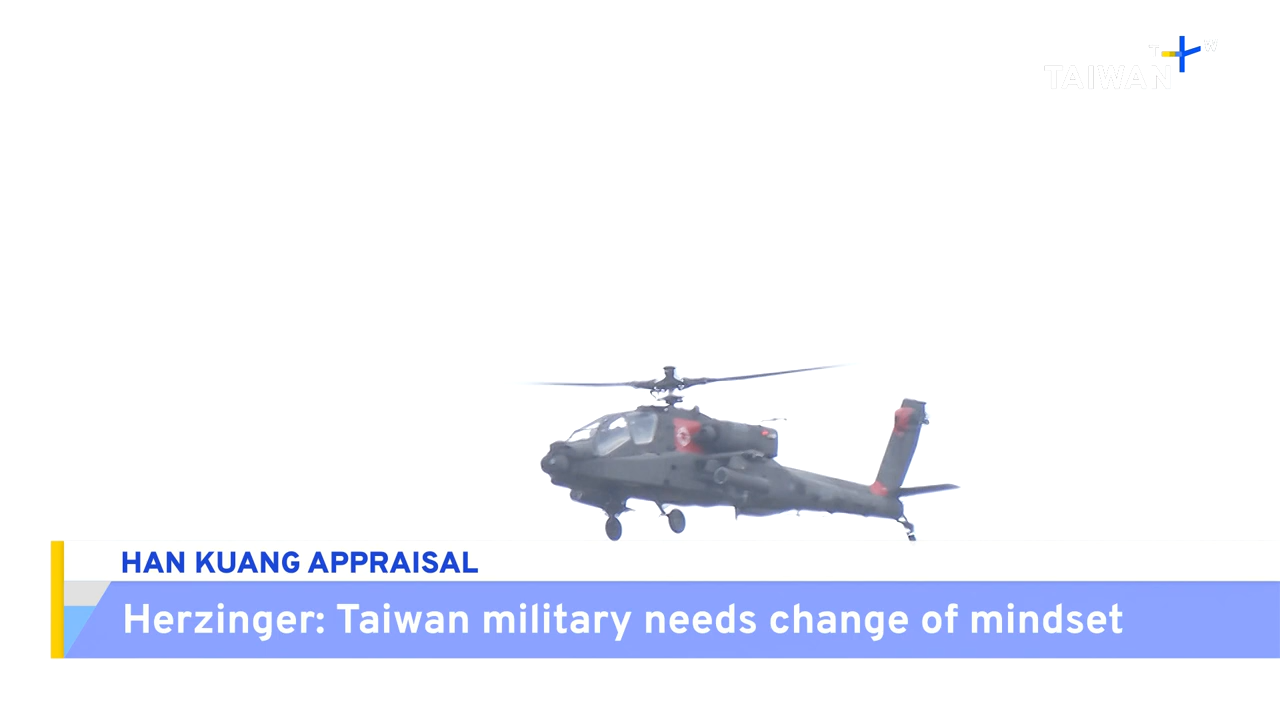 TAIWAN
HAN KUANG APPRAISAL
Herzinger: Taiwan military needs change of mindset